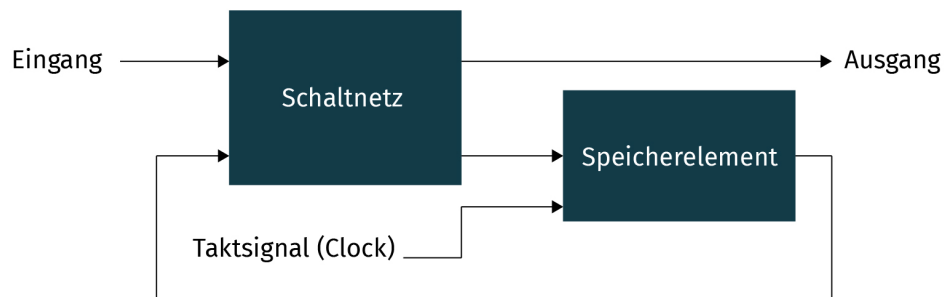 Eingang
Schaltnetz
Ausgang
Speicherelement
Taktsignal (Clock)